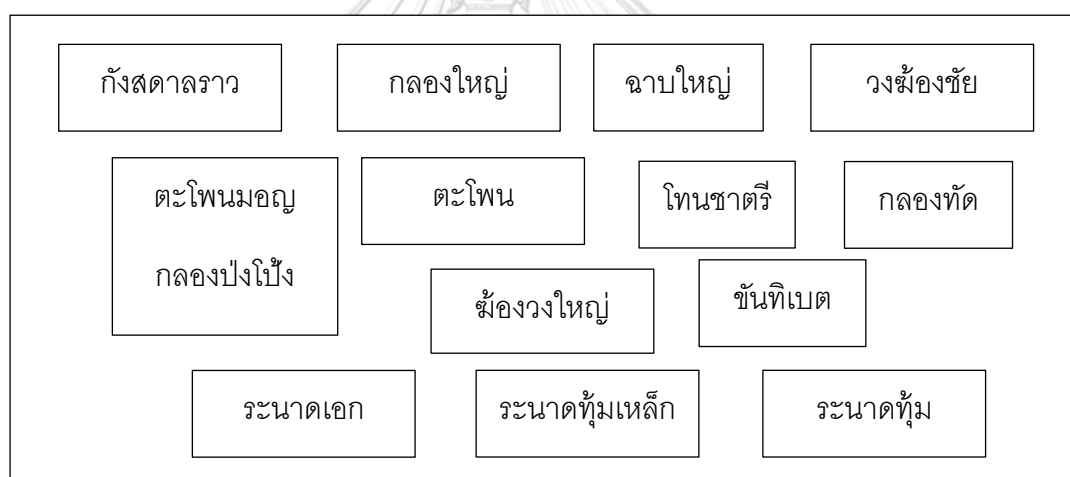 กังสดาลราว
กลองใหญ่
ฉาบใหญ่
วงฆ้องชัย
ตะโพนมอญ
กลองป่งโป้ง
ตะโพน
โทนชาตรี
กลองทัด
ฆ้องวงใหญ่
ขันทิเบต
ระนาดเอก
ระนาดทุ้มเหล็ก
ระนาดทุ้ม